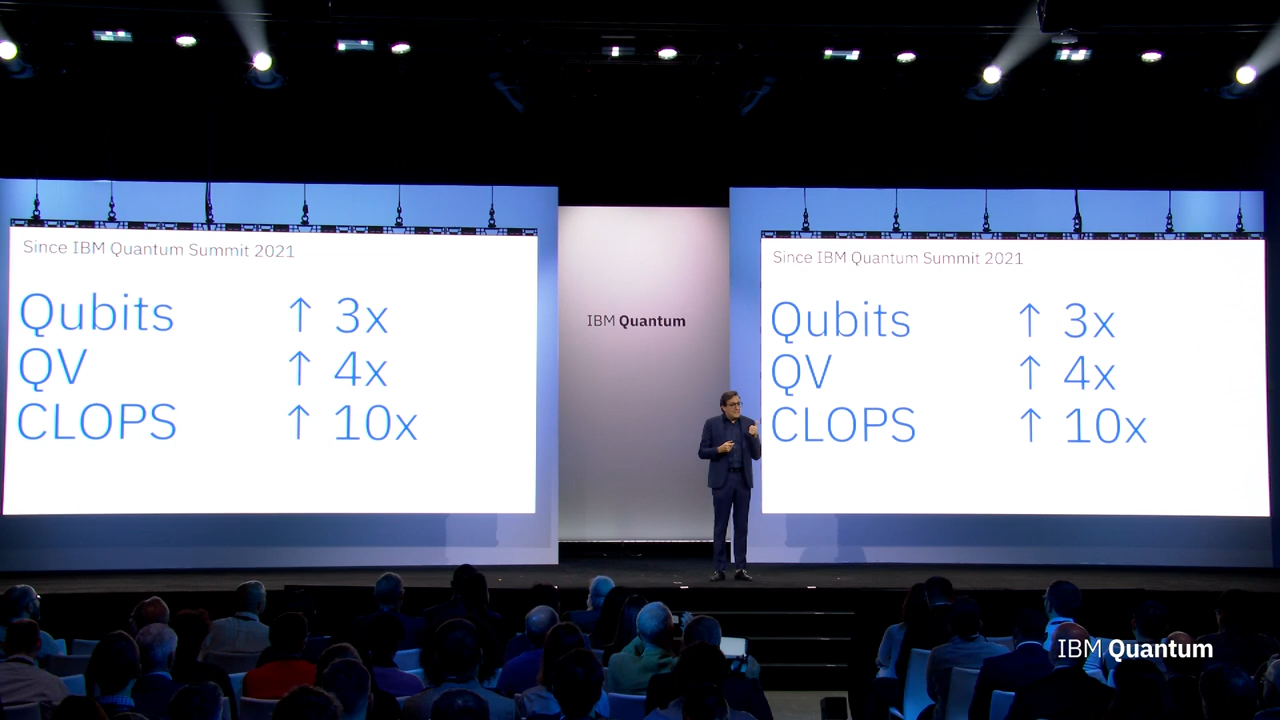 Since IBM Quantum Summit 2021
Qubits ↑ 3x
QV ↑ 4x
CLOPS ↑ 10x
IBM Quantum
Since IBM Quantum Summit 2021
Qubits ↑ 3x
QV ↑ 4x
CLOPS ↑ 10x
IBM Quantum